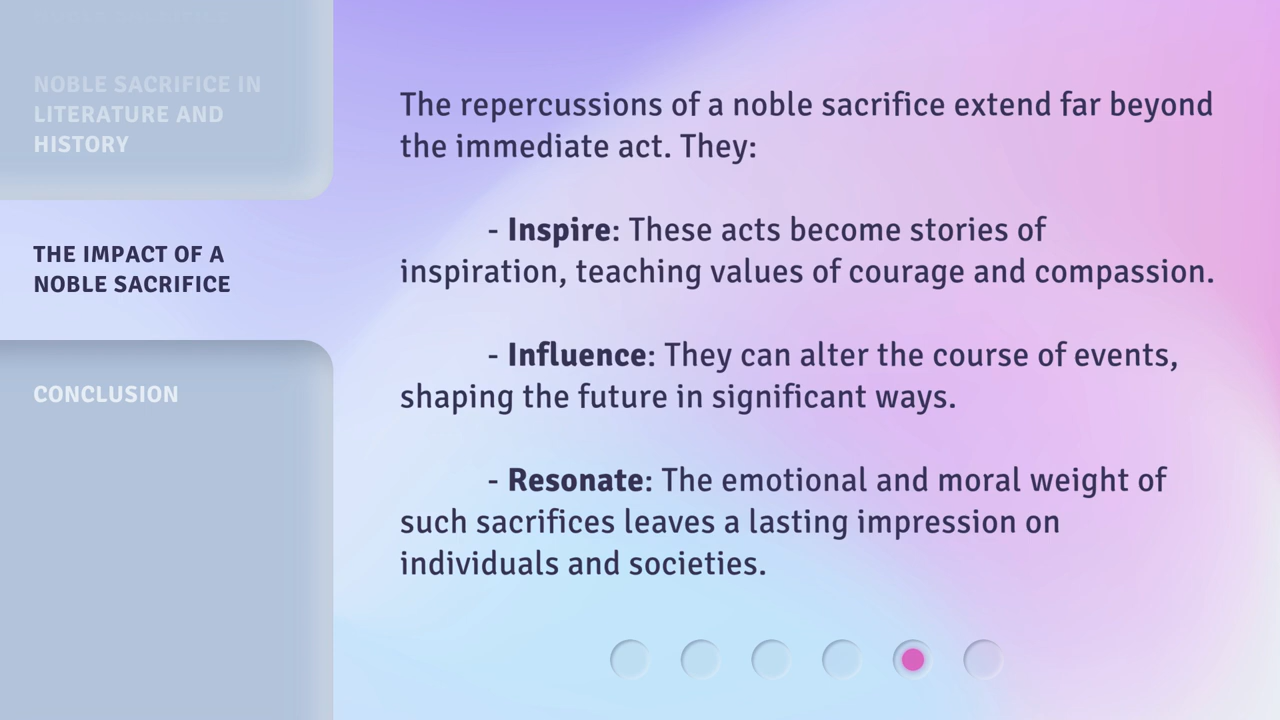 NOBLE SACRIFICE IN
LITERATURE AND
HISTORY
THE IMPACT OF A
NOBLE SACRIFICE
CONCLUSION
The repercussions of a noble sacrifice extend far beyond
the immediate act. They:
- Inspire: These acts become stories of
inspiration, teaching values of courage and compassion.
- Influence: They can alter the course of events,
shaping the future in significant ways.
- Resonate: The emotional and moral weight of
such sacrifices leaves a lasting impression on
individuals and societies.